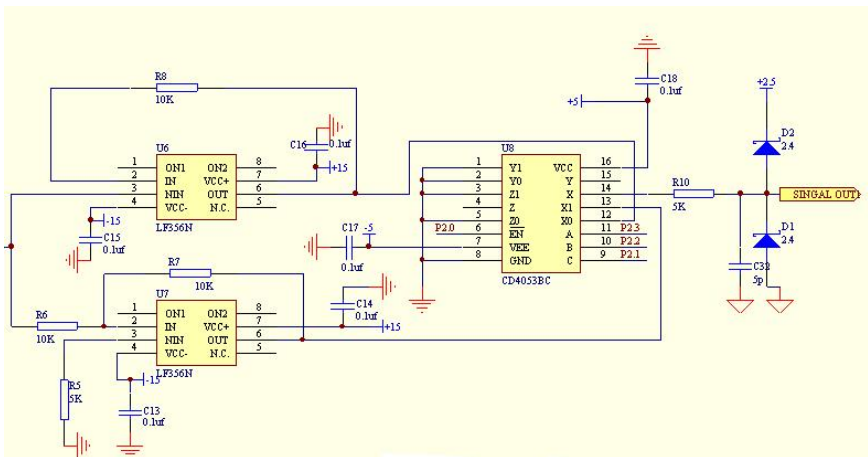 R8
10K
U6
1 ON1 ON2 8
2 IN VCC+ 7
3 NIN OUT 6
4 VCC- N.C. 5
LF356N
C16
0.1uf
+15
-15
C15
0.1uf
R7
10K
U7
1 ON1 ON2 8
2 IN VCC+ 7
3 NIN OUT 6
4 VCC- N.C. 5
LF356N
R6
10K
R5
5K
-15
C13
0.1uf
C14
0.1uf
+15
C17
0.1uf
-5
P2.0
U8
1 Y1 VCC 16
2 Y0 Y 15
3 Z1 X 14
4 Z X1 13
5 Z0 X0 12
6 EN A 11 P2.3
7 VEE B 10 P2.2
8 GND C 9 P2.1
CD4053BC
C18
0.1uf
+5
R10
5K
+2.5
D2
2.4
SINGAL OUT
D1
2.4
C32
5p